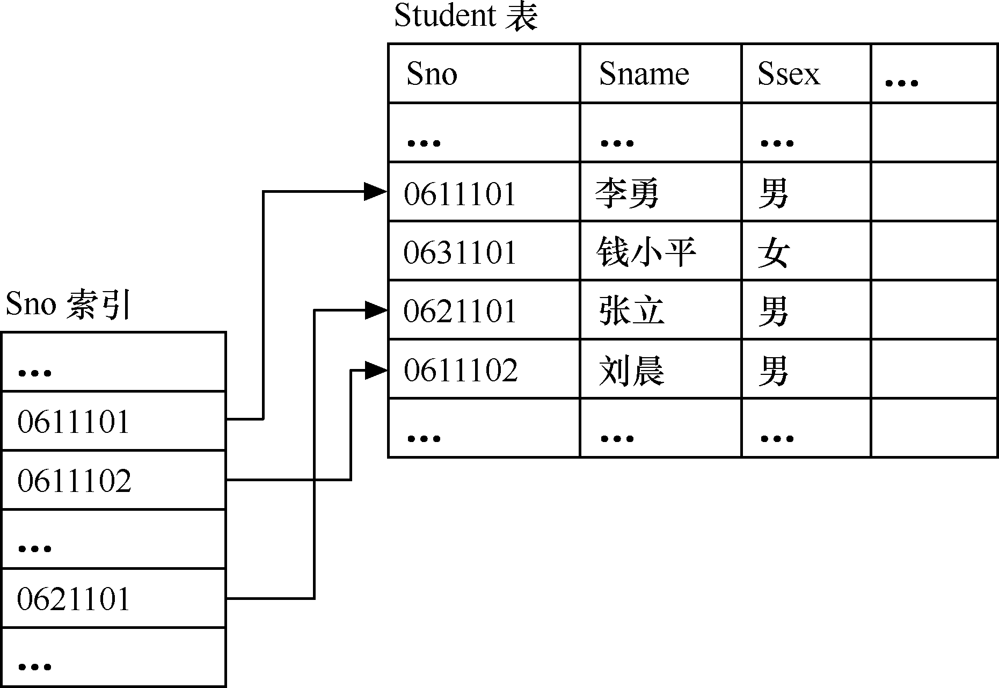 Student 表
Sno Sname Ssex ...
... ... ...
0611101 李勇 男
0631101 钱小平 女
0621101 张立 男
0611102 刘晨 男
... ... ...
Sno 索引
...
0611101
0611102
...
0621101
...